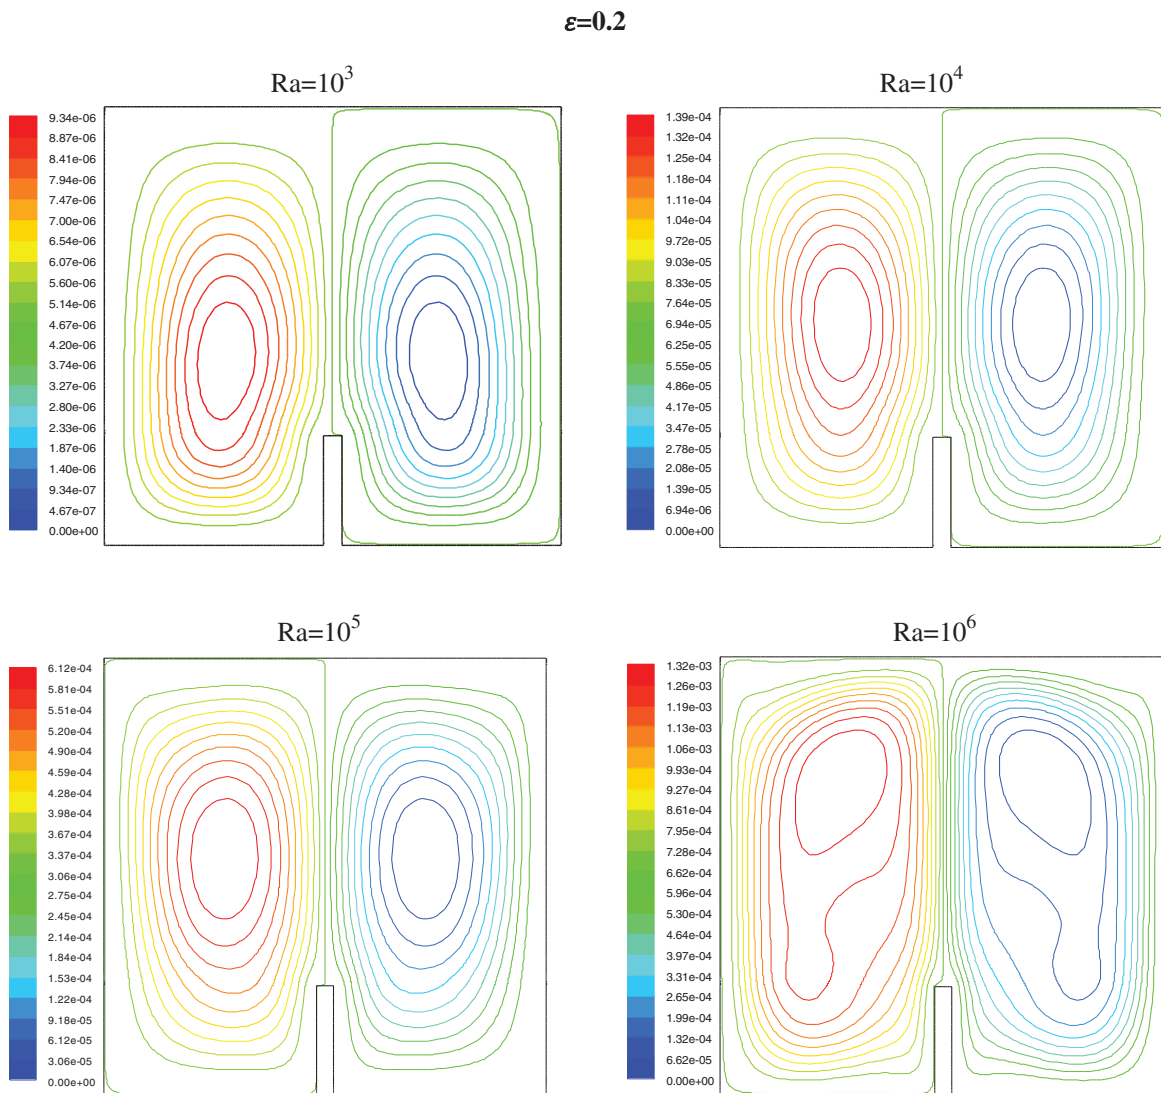 ε=0.2
Ra=10³
9.34e-06
8.87e-06
8.41e-06
7.94e-06
7.47e-06
7.00e-06
6.54e-06
6.07e-06
5.60e-06
5.14e-06
4.67e-06
4.20e-06
3.74e-06
3.27e-06
2.80e-06
2.33e-06
1.87e-06
1.40e-06
9.34e-07
4.67e-07
0.00e+00
Ra=10⁴
1.39e-04
1.32e-04
1.25e-04
1.18e-04
1.11e-04
1.04e-04
9.72e-05
9.03e-05
8.33e-05
7.64e-05
6.94e-05
6.25e-05
5.55e-05
4.86e-05
4.17e-05
3.47e-05
2.78e-05
2.08e-05
1.39e-05
6.94e-06
0.00e+00
Ra=10⁵
6.12e-04
5.81e-04
5.51e-04
5.20e-04
4.90e-04
4.59e-04
4.28e-04
3.98e-04
3.67e-04
3.37e-04
3.06e-04
2.75e-04
2.45e-04
2.14e-04
1.84e-04
1.53e-04
1.22e-04
9.18e-05
6.12e-05
3.06e-05
0.00e+00
Ra=10⁶
1.32e-03
1.26e-03
1.19e-03
1.13e-03
1.06e-03
9.93e-04
9.27e-04
8.61e-04
7.95e-04
7.28e-04
6.62e-04
5.96e-04
5.30e-04
4.64e-04
3.97e-04
3.31e-04
2.65e-04
1.99e-04
1.32e-04
6.62e-05
0.00e+00